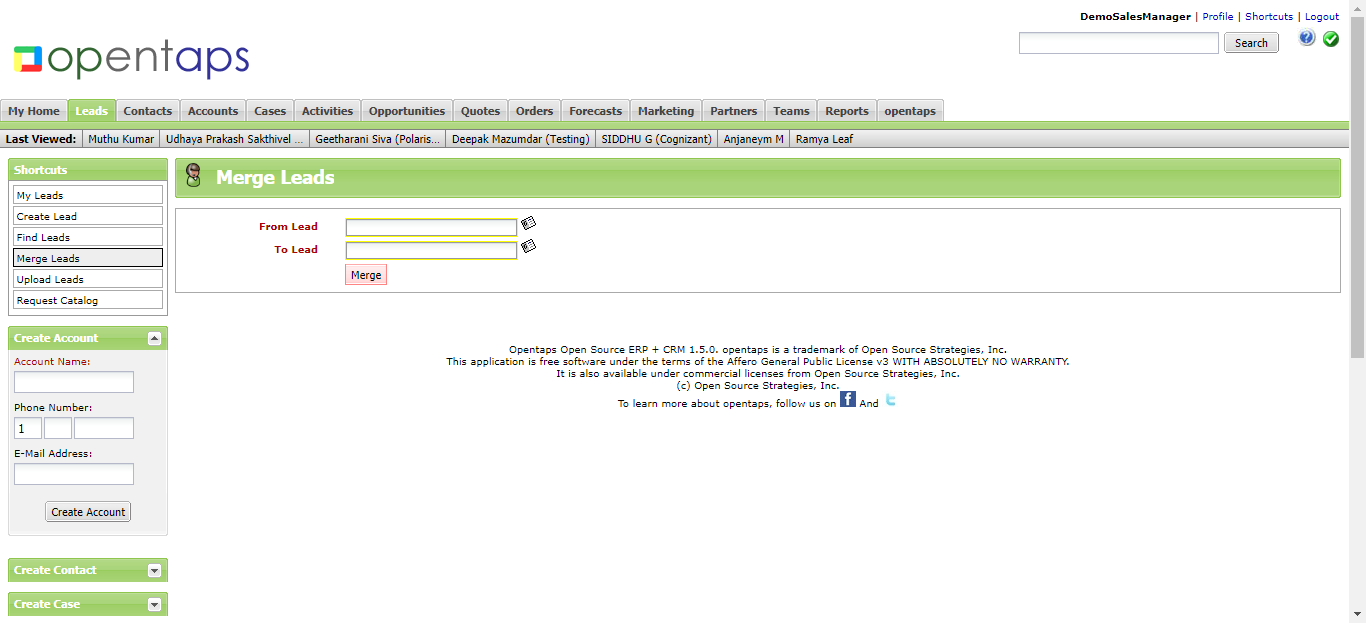 DemoSalesManager | Profile | Shortcuts | Logout
Search
opentaps
My Home Leads Contacts Accounts Cases Activities Opportunities Quotes Orders Forecasts Marketing Partners Teams Reports opentaps
Last Viewed: Muthu Kumar Udhaya Prakash Sakthivel ... Geetharani Siva (Polaris... Deepak Mazumdar (Testing) SIDDHU G (Cognizant) Anjaneym M Ramya Leaf
Shortcuts
My Leads
Create Lead
Find Leads
Merge Leads
Upload Leads
Request Catalog
Create Account
Account Name:
Phone Number:
1
E-Mail Address:
Create Account
Create Contact
Create Case
Merge Leads
From Lead
To Lead
Merge
Opentaps Open Source ERP + CRM 1.5.0. opentaps is a trademark of Open Source Strategies, Inc.
This application is free software under the terms of the Affero General Public License v3 WITH ABSOLUTELY NO WARRANTY.
It is also available under commercial licenses from Open Source Strategies, Inc.
(c) Open Source Strategies, Inc.
To learn more about opentaps, follow us on f And t